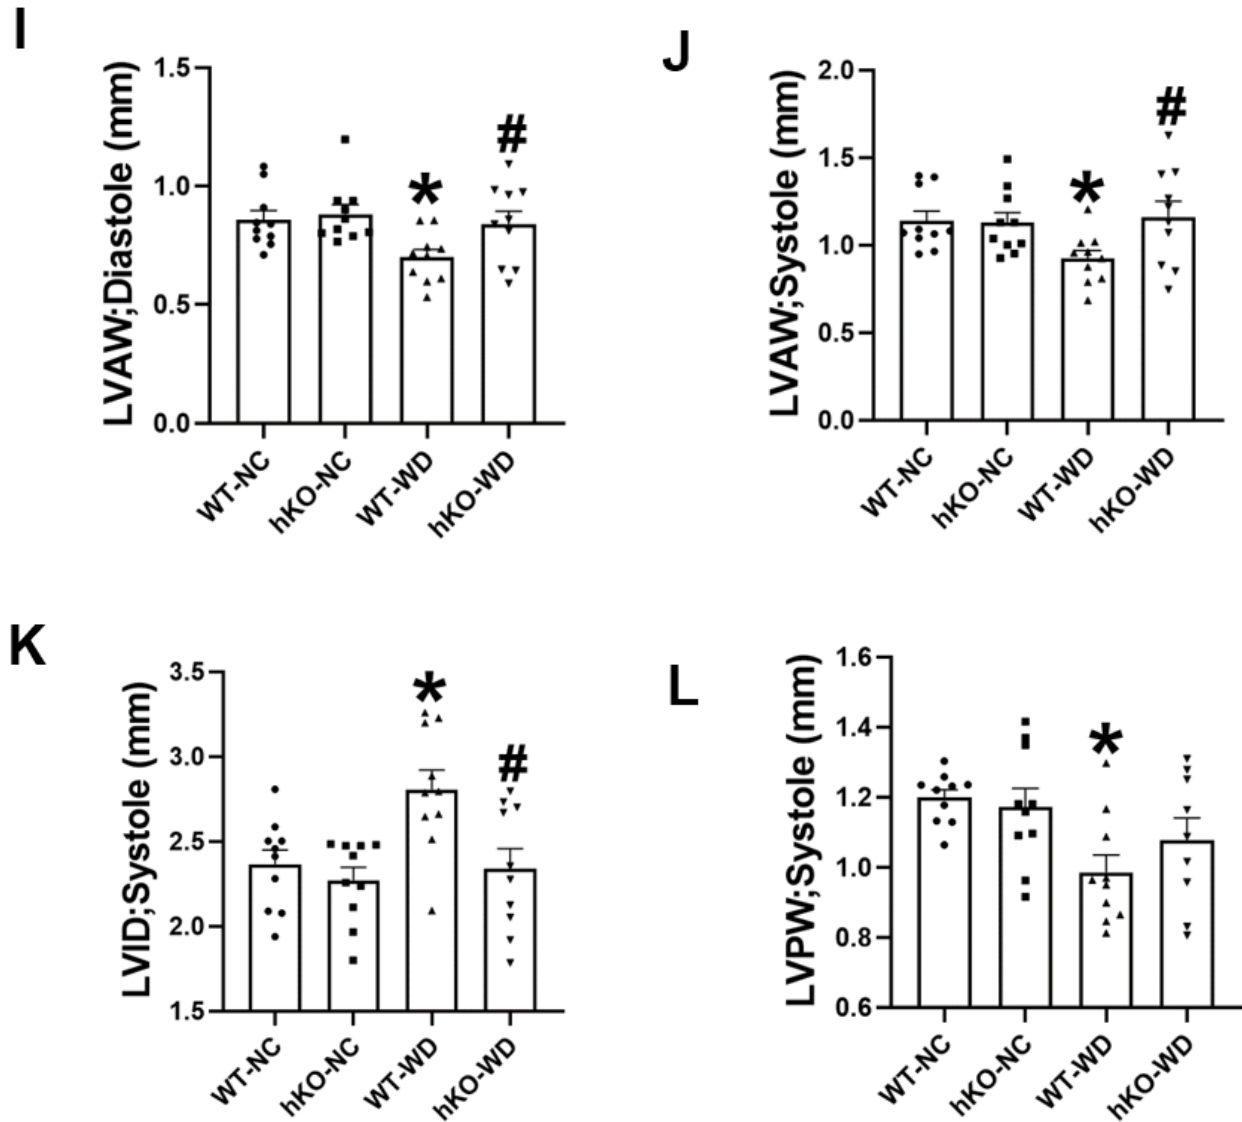 I
LVAW;Diastole (mm)
1.5
1.0
0.5
0.0
*
#
WT-NC
hKO-NC
WT-WD
hKO-WD
J
LVAW;Systole (mm)
2.0
1.5
1.0
0.5
0.0
*
#
WT-NC
hKO-NC
WT-WD
hKO-WD
K
LVID;Systole (mm)
3.5
3.0
2.5
2.0
1.5
*
#
WT-NC
hKO-NC
WT-WD
hKO-WD
L
LVPW;Systole (mm)
1.6
1.4
1.2
1.0
0.8
0.6
*
WT-NC
hKO-NC
WT-WD
hKO-WD